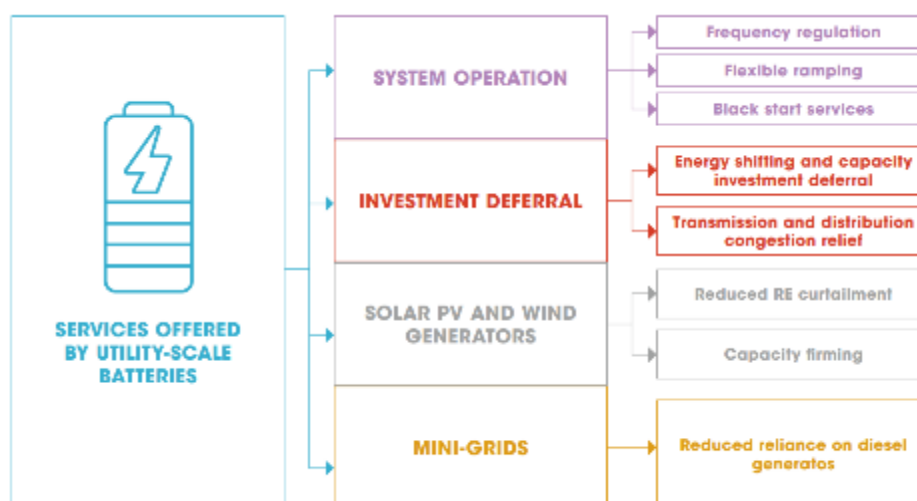 SERVICES OFFERED
BY UTILITY-SCALE
BATTERIES
SYSTEM OPERATION
Frequency regulation
Flexible ramping
Black start services
INVESTMENT DEFERRAL
Energy shifting and capacity
investment deferral
Transmission and distribution
congestion relief
SOLAR PV AND WIND
GENERATORS
Reduced RE curtailment
Capacity firming
MINI-GRIDS
Reduced reliance on diesel
generatos